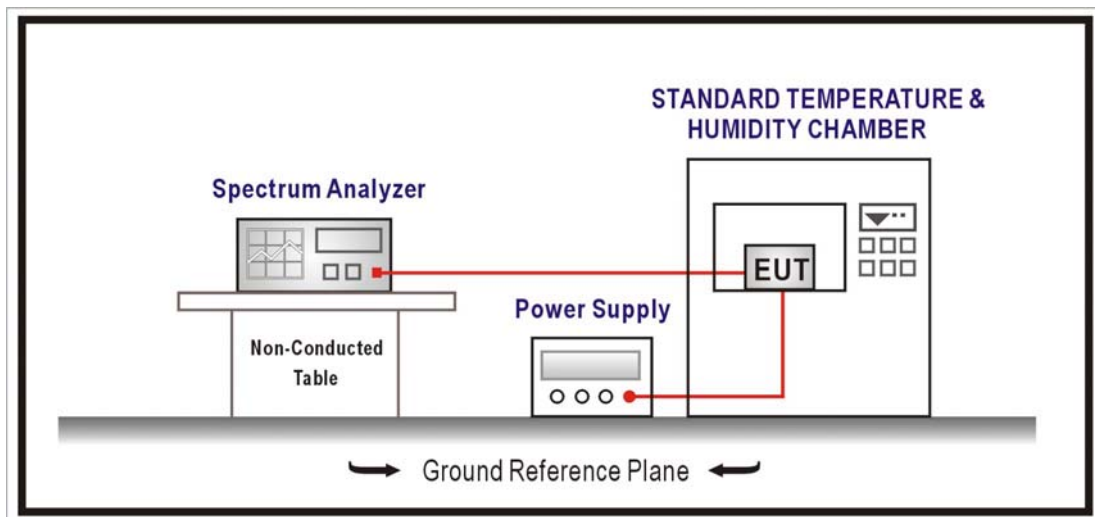 STANDARD TEMPERATURE &
HUMIDITY CHAMBER
Spectrum Analyzer
EUT
Power Supply
Non-Conducted
Table
Ground Reference Plane